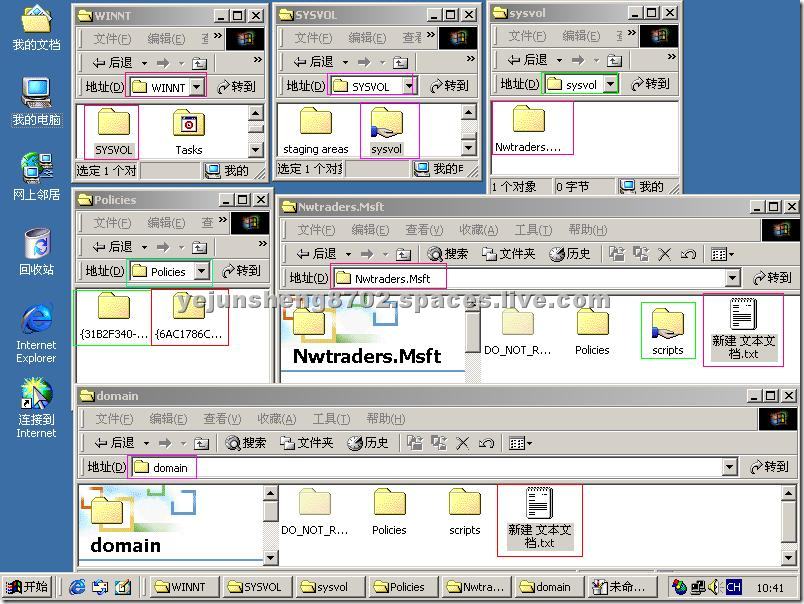 我的文档
我的电脑
网上邻居
回收站
Internet
Explorer
连接到
Internet
WINNT
文件(F) 编辑(E) 查 »
后退 »
地址(D) WINNT 转到
SYSVOL Tasks
选定 1 个对 我的
SYSVOL
文件(F) 编辑(E) 查 »
后退 »
地址(D) SYSVOL 转到
staging areas sysvol
选定 1 个对 我的
sysvol
文件(F) 编辑(E) »
后退 »
地址(D) sysvol 转到
Nwtraders....
1 个对象 0 字节 我的
Policies
文件(F) 编辑(E) 查 »
后退 »
地址(D) Policies 转到
{31B2F340-... {6AC1786C...
Nwtraders.Msft
文件(F) 编辑(E) 查看(V) 收藏(A) 工具(T) 帮助(H)
后退 搜索 文件夹 历史
地址(D) Nwtraders.Msft 转到
yejunsheng8702.spaces.live.com
Nwtraders.Msft
DO_NOT_R... Policies scripts 新建 文本文
档.txt
domain
文件(F) 编辑(E) 查看(V) 收藏(A) 工具(T) 帮助(H)
后退 搜索 文件夹 历史
地址(D) domain 转到
domain
DO_NOT_R... Policies scripts 新建 文本文
档.txt
开始 WINNT SYSVOL sysvol Policies Nwtra... domain 未命... CH 10:41